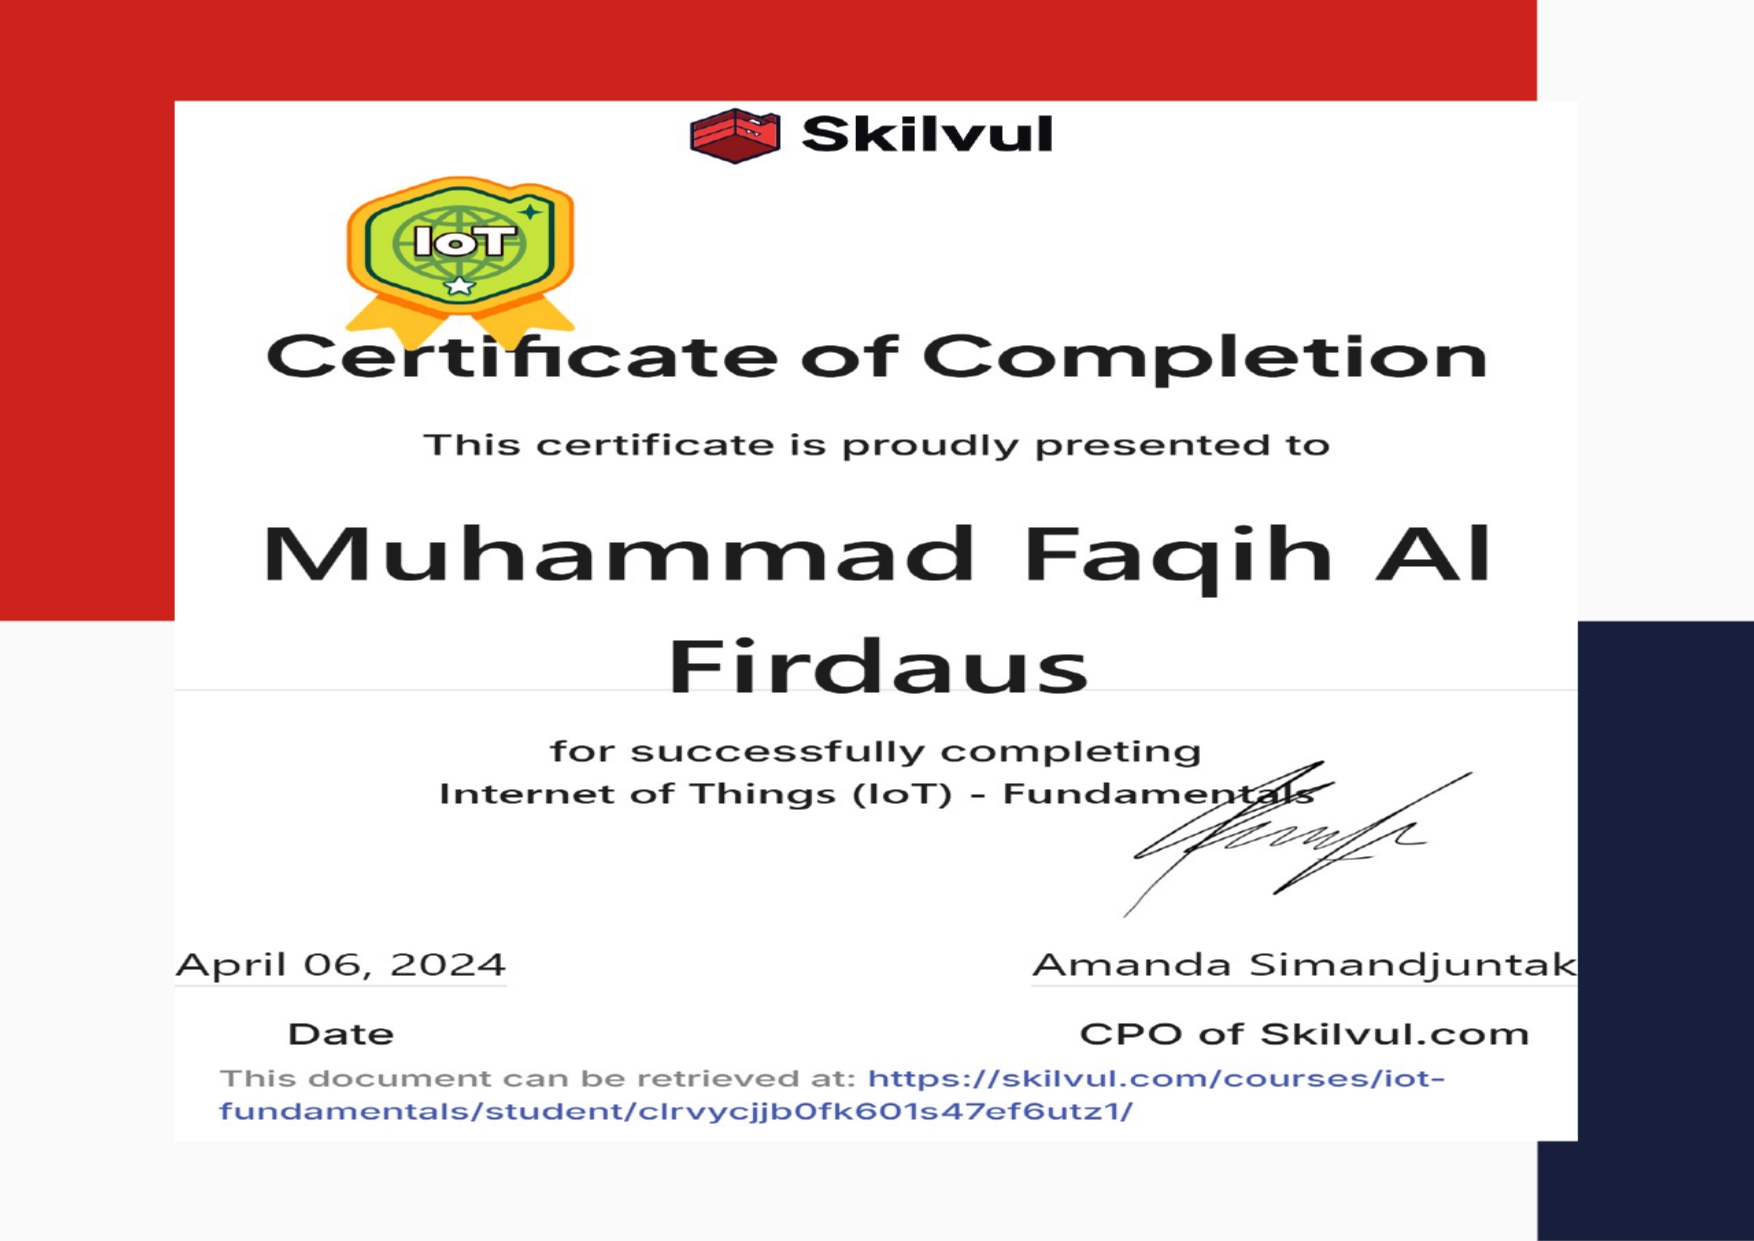 Skilvul
IoT
Certificate of Completion
This certificate is proudly presented to
Muhammad Faqih Al
Firdaus
for successfully completing
Internet of Things (IoT) - Fundamentals
April 06, 2024
Amanda Simandjuntak
Date
CPO of Skilvul.com
This document can be retrieved at: https://skilvul.com/courses/iot-
fundamentals/student/clrvycjjb0fk601s47ef6utz1/